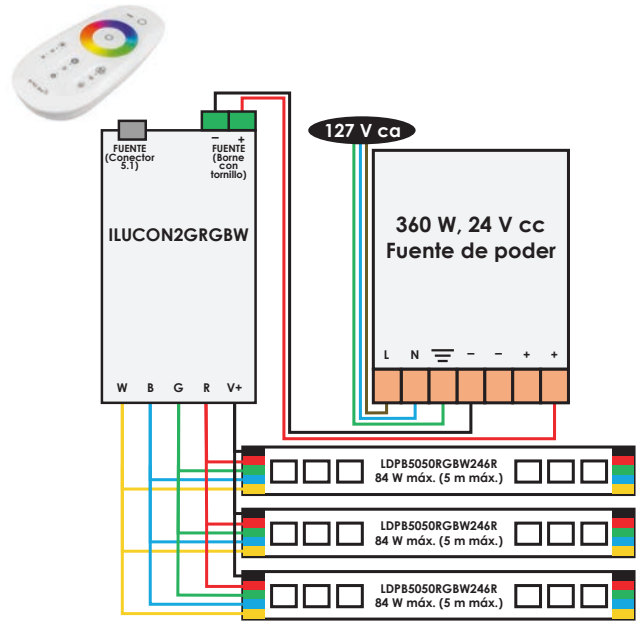 127 V ca
– +
FUENTE
(Conector
5.1)
FUENTE
(Borne
con
tornillo)
ILUCON2GRGBW
360 W, 24 V cc
Fuente de poder
L N – – + +
W B G R V+
LDPB5050RGBW246R
84 W máx. (5 m máx.)
LDPB5050RGBW246R
84 W máx. (5 m máx.)
LDPB5050RGBW246R
84 W máx. (5 m máx.)